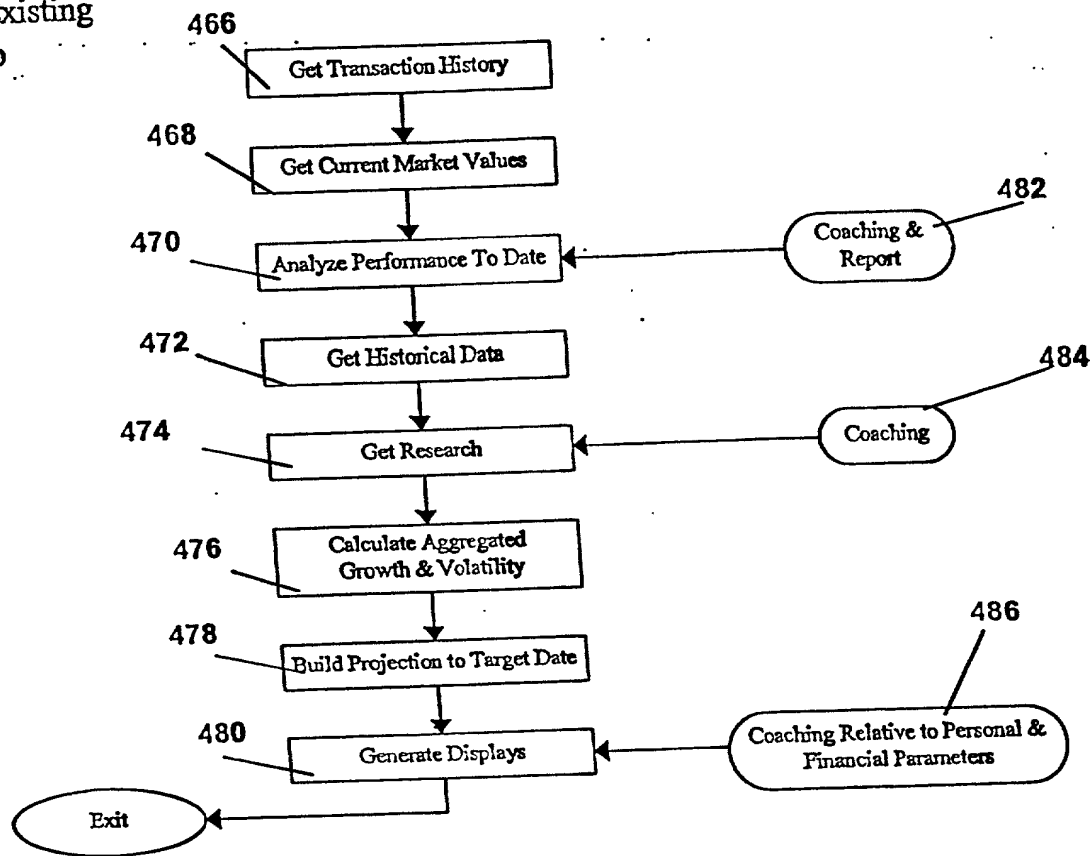 466
Get Transaction History
468
Get Current Market Values
482
470
Analyze Performance To Date
Coaching &
Report
472
Get Historical Data
484
474
Get Research
Coaching
476
Calculate Aggregated
Growth & Volatility
486
478
Build Projection to Target Date
480
Generate Displays
Coaching Relative to Personal &
Financial Parameters
Exit